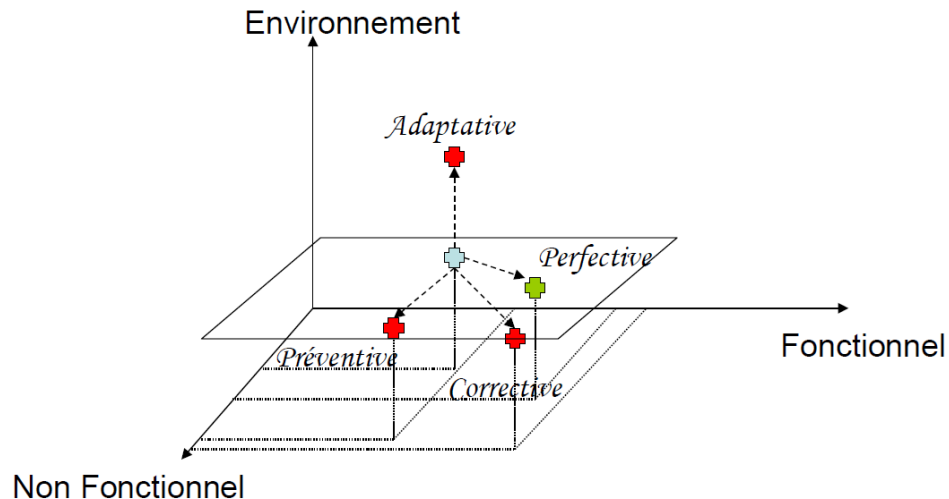 Environnement
Adaptative
Perfective
Fonctionnel
Préventive
Corrective
Non Fonctionnel